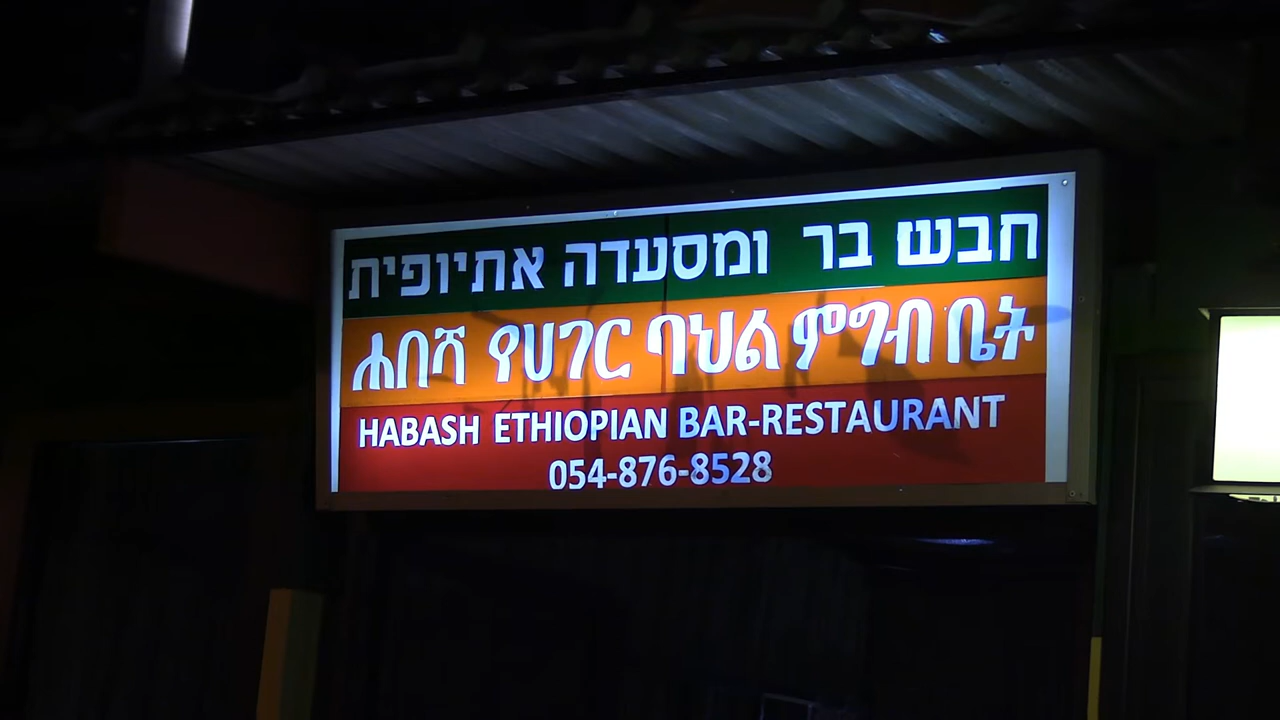 חבש בר ומסעדה אתיופית
ሐበሻ የሀገር ባህል ምግብ ቤት
HABASH ETHIOPIAN BAR-RESTAURANT
054-876-8528